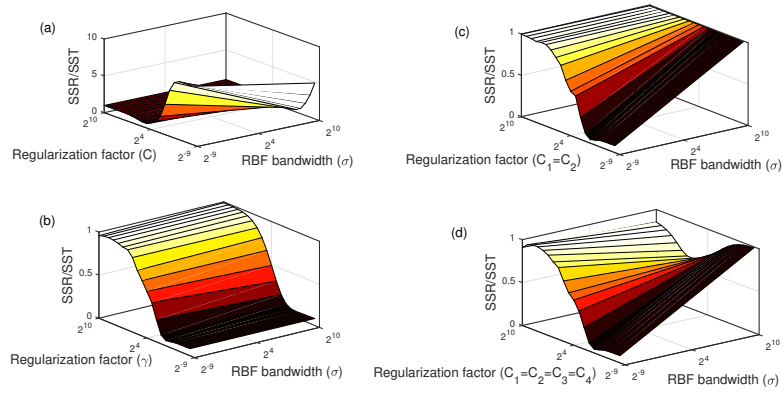 (a)
10
5
0
SSR/SST
2^10
2^4
2^-9
Regularization factor (C)
2^-9
2^4
2^10
RBF bandwidth (σ)
(c)
1
0.5
0
SSR/SST
2^10
2^4
2^-9
Regularization factor (C_1=C_2)
2^-9
2^4
2^10
RBF bandwidth (σ)
(b)
1
0.5
0
SSR/SST
2^10
2^4
2^-9
Regularization factor (γ)
2^-9
2^4
2^10
RBF bandwidth (σ)
(d)
1
0.5
0
SSR/SST
2^10
2^4
2^-9
Regularization factor (C_1=C_2=C_3=C_4)
2^-9
2^4
2^10
RBF bandwidth (σ)